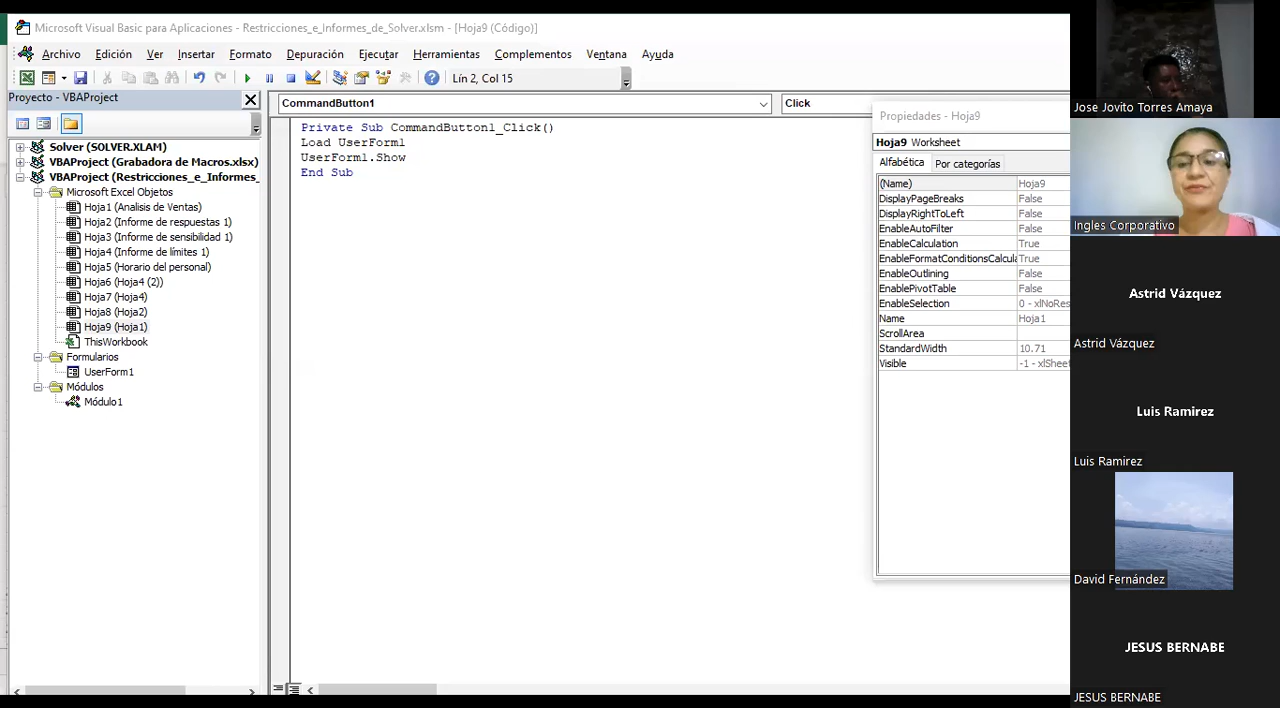 Microsoft Visual Basic para Aplicaciones - Restricciones_e_Informes_de_Solver.xlsm - [Hoja9 (Código)]
Archivo Edición Ver Insertar Formato Depuración Ejecutar Herramientas Complementos Ventana Ayuda
Lín 2, Col 15
Proyecto - VBAProject
Solver (SOLVER.XLAM)
VBAProject (Grabadora de Macros.xlsx)
VBAProject (Restricciones_e_Informes_
Microsoft Excel Objetos
Hoja1 (Analisis de Ventas)
Hoja2 (Informe de respuestas 1)
Hoja3 (Informe de sensibilidad 1)
Hoja4 (Informe de límites 1)
Hoja5 (Horario del personal)
Hoja6 (Hoja4 (2))
Hoja7 (Hoja4)
Hoja8 (Hoja2)
Hoja9 (Hoja1)
ThisWorkbook
Formularios
UserForm1
Módulos
Módulo1
CommandButton1
Click
Private Sub CommandButton1_Click()
Load UserForm1
UserForm1.Show
End Sub
Propiedades - Hoja9
Hoja9 Worksheet
Alfabética Por categorías
(Name) Hoja9
DisplayPageBreaks False
DisplayRightToLeft False
EnableAutoFilter False
EnableCalculation True
EnableFormatConditionsCalcula True
EnableOutlining False
EnablePivotTable False
EnableSelection 0 - xlNoRes
Name Hoja1
ScrollArea
StandardWidth 10.71
Visible -1 - xlSheet
Jose Jovito Torres Amaya
Ingles Corporativo
Astrid Vázquez
Astrid Vázquez
Luis Ramirez
Luis Ramirez
David Fernández
JESUS BERNABE
JESUS BERNABE